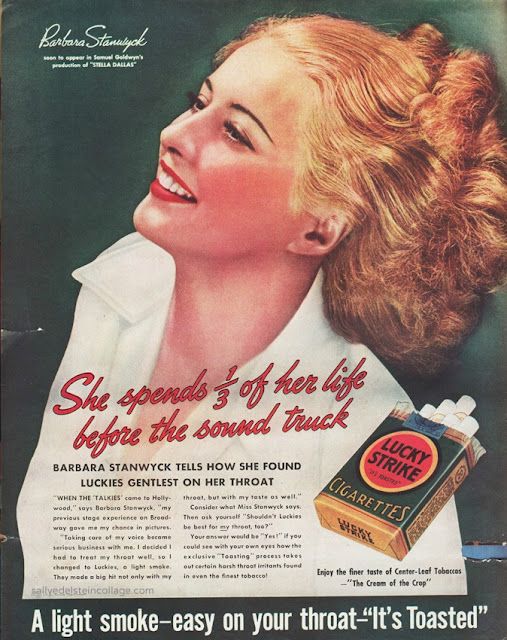 Barbara Stanwyck
soon to appear in Samuel Goldwyn's
production of "STELLA DALLAS"
She spends 1/3 of her life
before the sound truck
BARBARA STANWYCK TELLS HOW SHE FOUND
LUCKIES GENTLEST ON HER THROAT
"WHEN THE 'TALKIES' came to Holly-
wood," says Barbara Stanwyck, "my
previous stage experience on Broad-
way gave me my chance in pictures.
"Taking care of my voice became
serious business with me. I decided I
had to treat my throat well, so I
changed to Luckies, a light smoke.
They made a big hit not only with my
throat, but with my taste as well."
Consider what Miss Stanwyck says.
Then ask yourself "Shouldn't Luckies
be best for my throat, too?"
Your answer would be "Yes!" if you
could see with your own eyes how the
exclusive "Toasting" process takes
out certain harsh throat irritants found
in even the finest tobacco!
LUCKY
STRIKE
"IT'S TOASTED"
CIGARETTES
LUCKY
STRIKE
Enjoy the finer taste of Center-Leaf Tobaccos
—"The Cream of the Crop"
sallyedelsteincollage.com
A light smoke–easy on your throat–"It's Toasted"